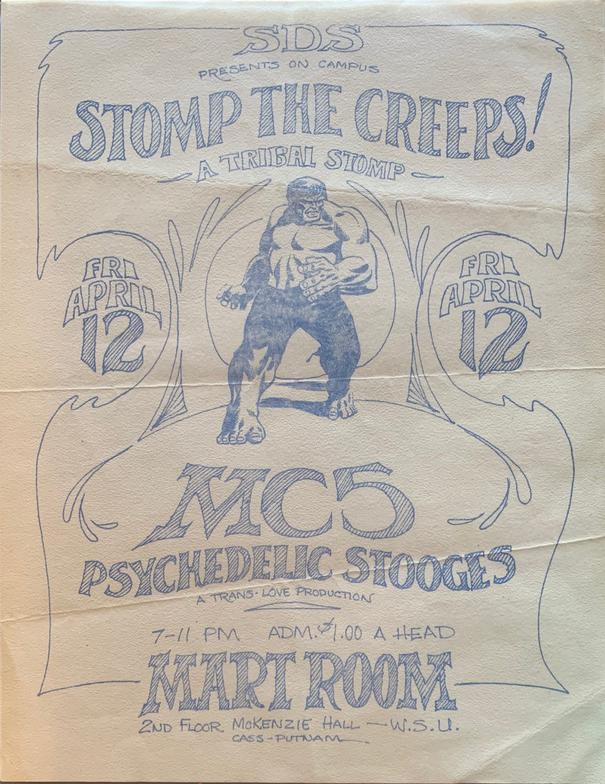 SDS
PRESENTS ON CAMPUS
STOMP THE CREEPS!
— A TRIBAL STOMP —
FRI
APRIL
12
FRI
APRIL
12
MC5
PSYCHEDELIC STOOGES
A TRANS-LOVE PRODUCTION
7-11 PM ADM. $1.00 A HEAD
MART ROOM
2ND FLOOR McKENZIE HALL — W.S.U.
CASS-PUTNAM